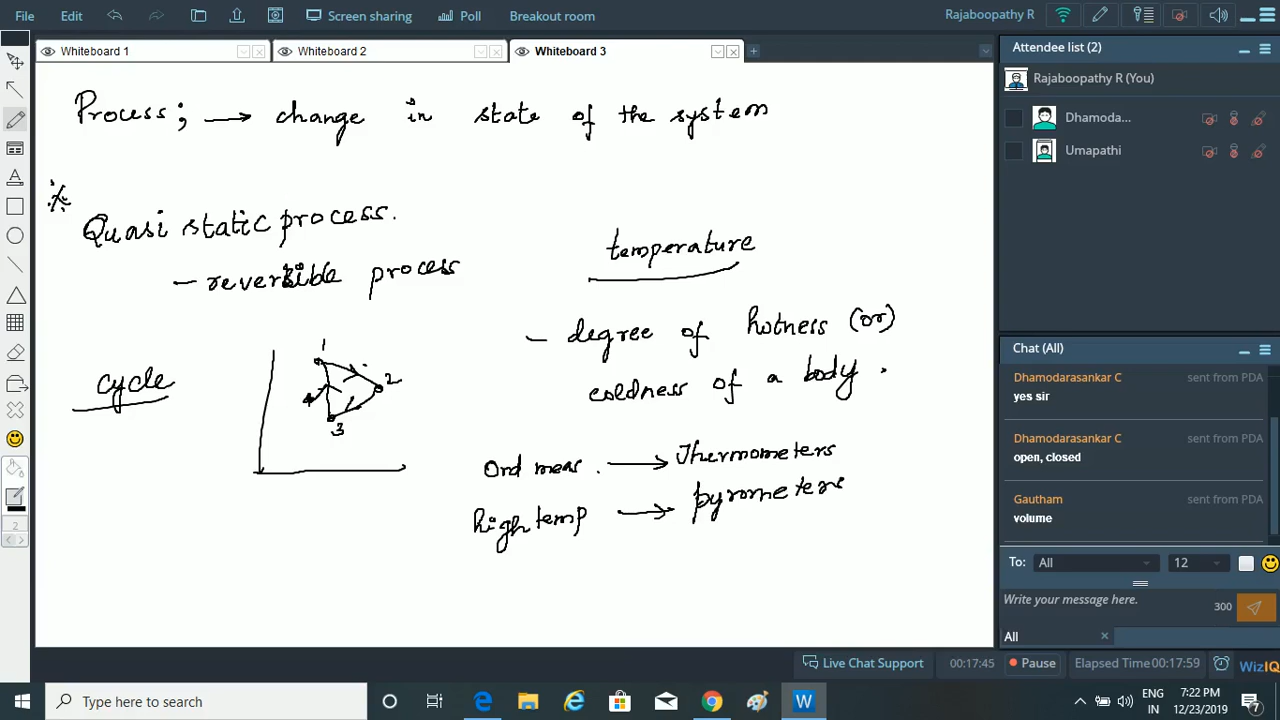 File Edit Screen sharing Poll Breakout room Rajaboopathy R
Whiteboard 1 Whiteboard 2 Whiteboard 3
Process; → change in state of the system
Quasi static process.
– reversible process
cycle
1
2
3
4
temperature
– degree of hotness (or)
coldness of a body.
Ord meas. → Thermometers
high temp → pyrometers
2
Attendee list (2)
Rajaboopathy R (You)
Dhamoda...
Umapathi
Chat (All)
Dhamodarasankar C sent from PDA
yes sir
Dhamodarasankar C sent from PDA
open, closed
Gautham sent from PDA
volume
To: All 12
Write your message here. 300
All
Live Chat Support 00:17:45 Pause Elapsed Time 00:17:59 WizIQ
Type here to search
ENG
IN
7:22 PM
12/23/2019
7